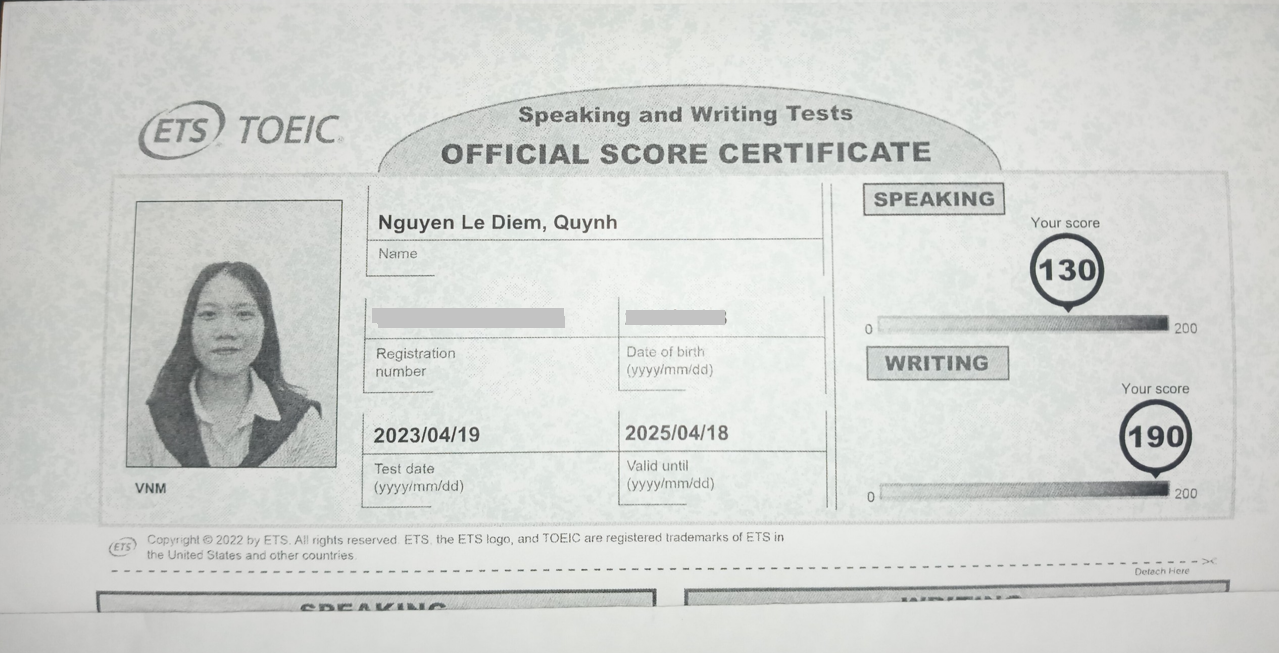 ETS TOEIC
Speaking and Writing Tests
OFFICIAL SCORE CERTIFICATE
Nguyen Le Diem, Quynh
Name
Registration
number
Date of birth
(yyyy/mm/dd)
2023/04/19
Test date
(yyyy/mm/dd)
2025/04/18
Valid until
(yyyy/mm/dd)
VNM
SPEAKING
Your score
130
0
200
WRITING
Your score
190
0
200
ETS
Copyright © 2022 by ETS. All rights reserved. ETS, the ETS logo, and TOEIC are registered trademarks of ETS in
the United States and other countries.
Detach Here
SPEAKING
WRITING